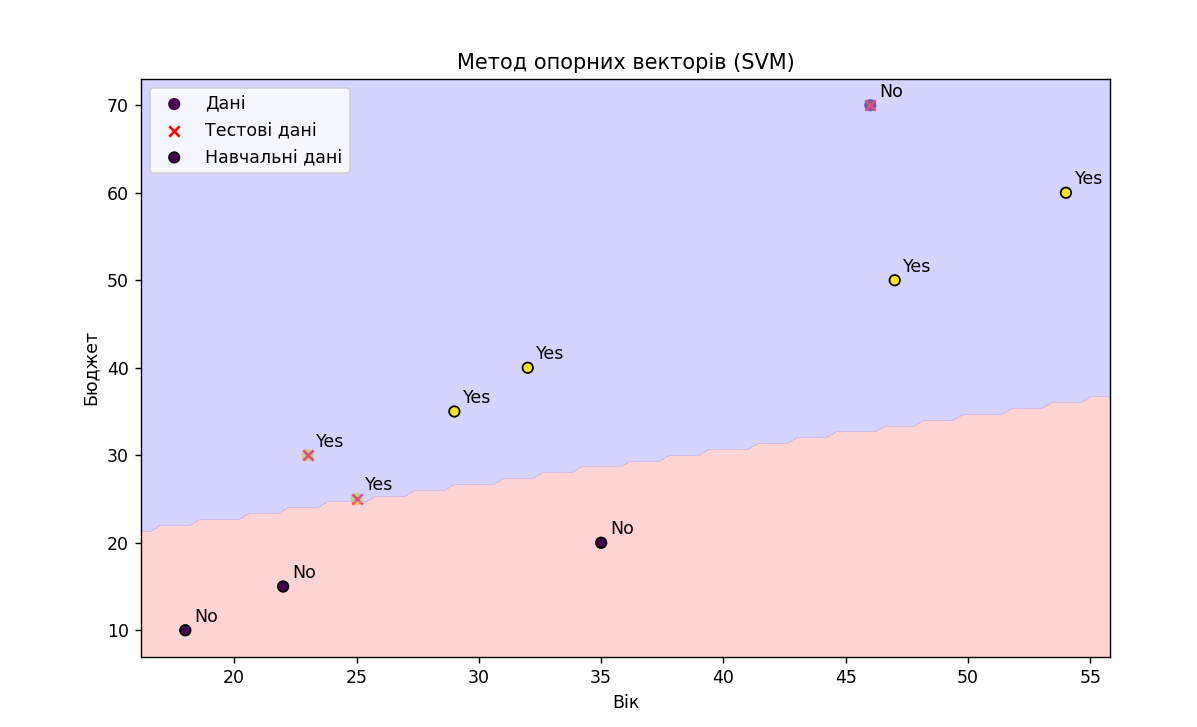 Метод опорних векторів (SVM)
Дані
Тестові дані
Навчальні дані
No
Yes
Yes
Yes
Yes
Yes
Yes
No
No
No
70
60
50
40
30
20
10
Бюджет
20
25
30
35
40
45
50
55
Вік